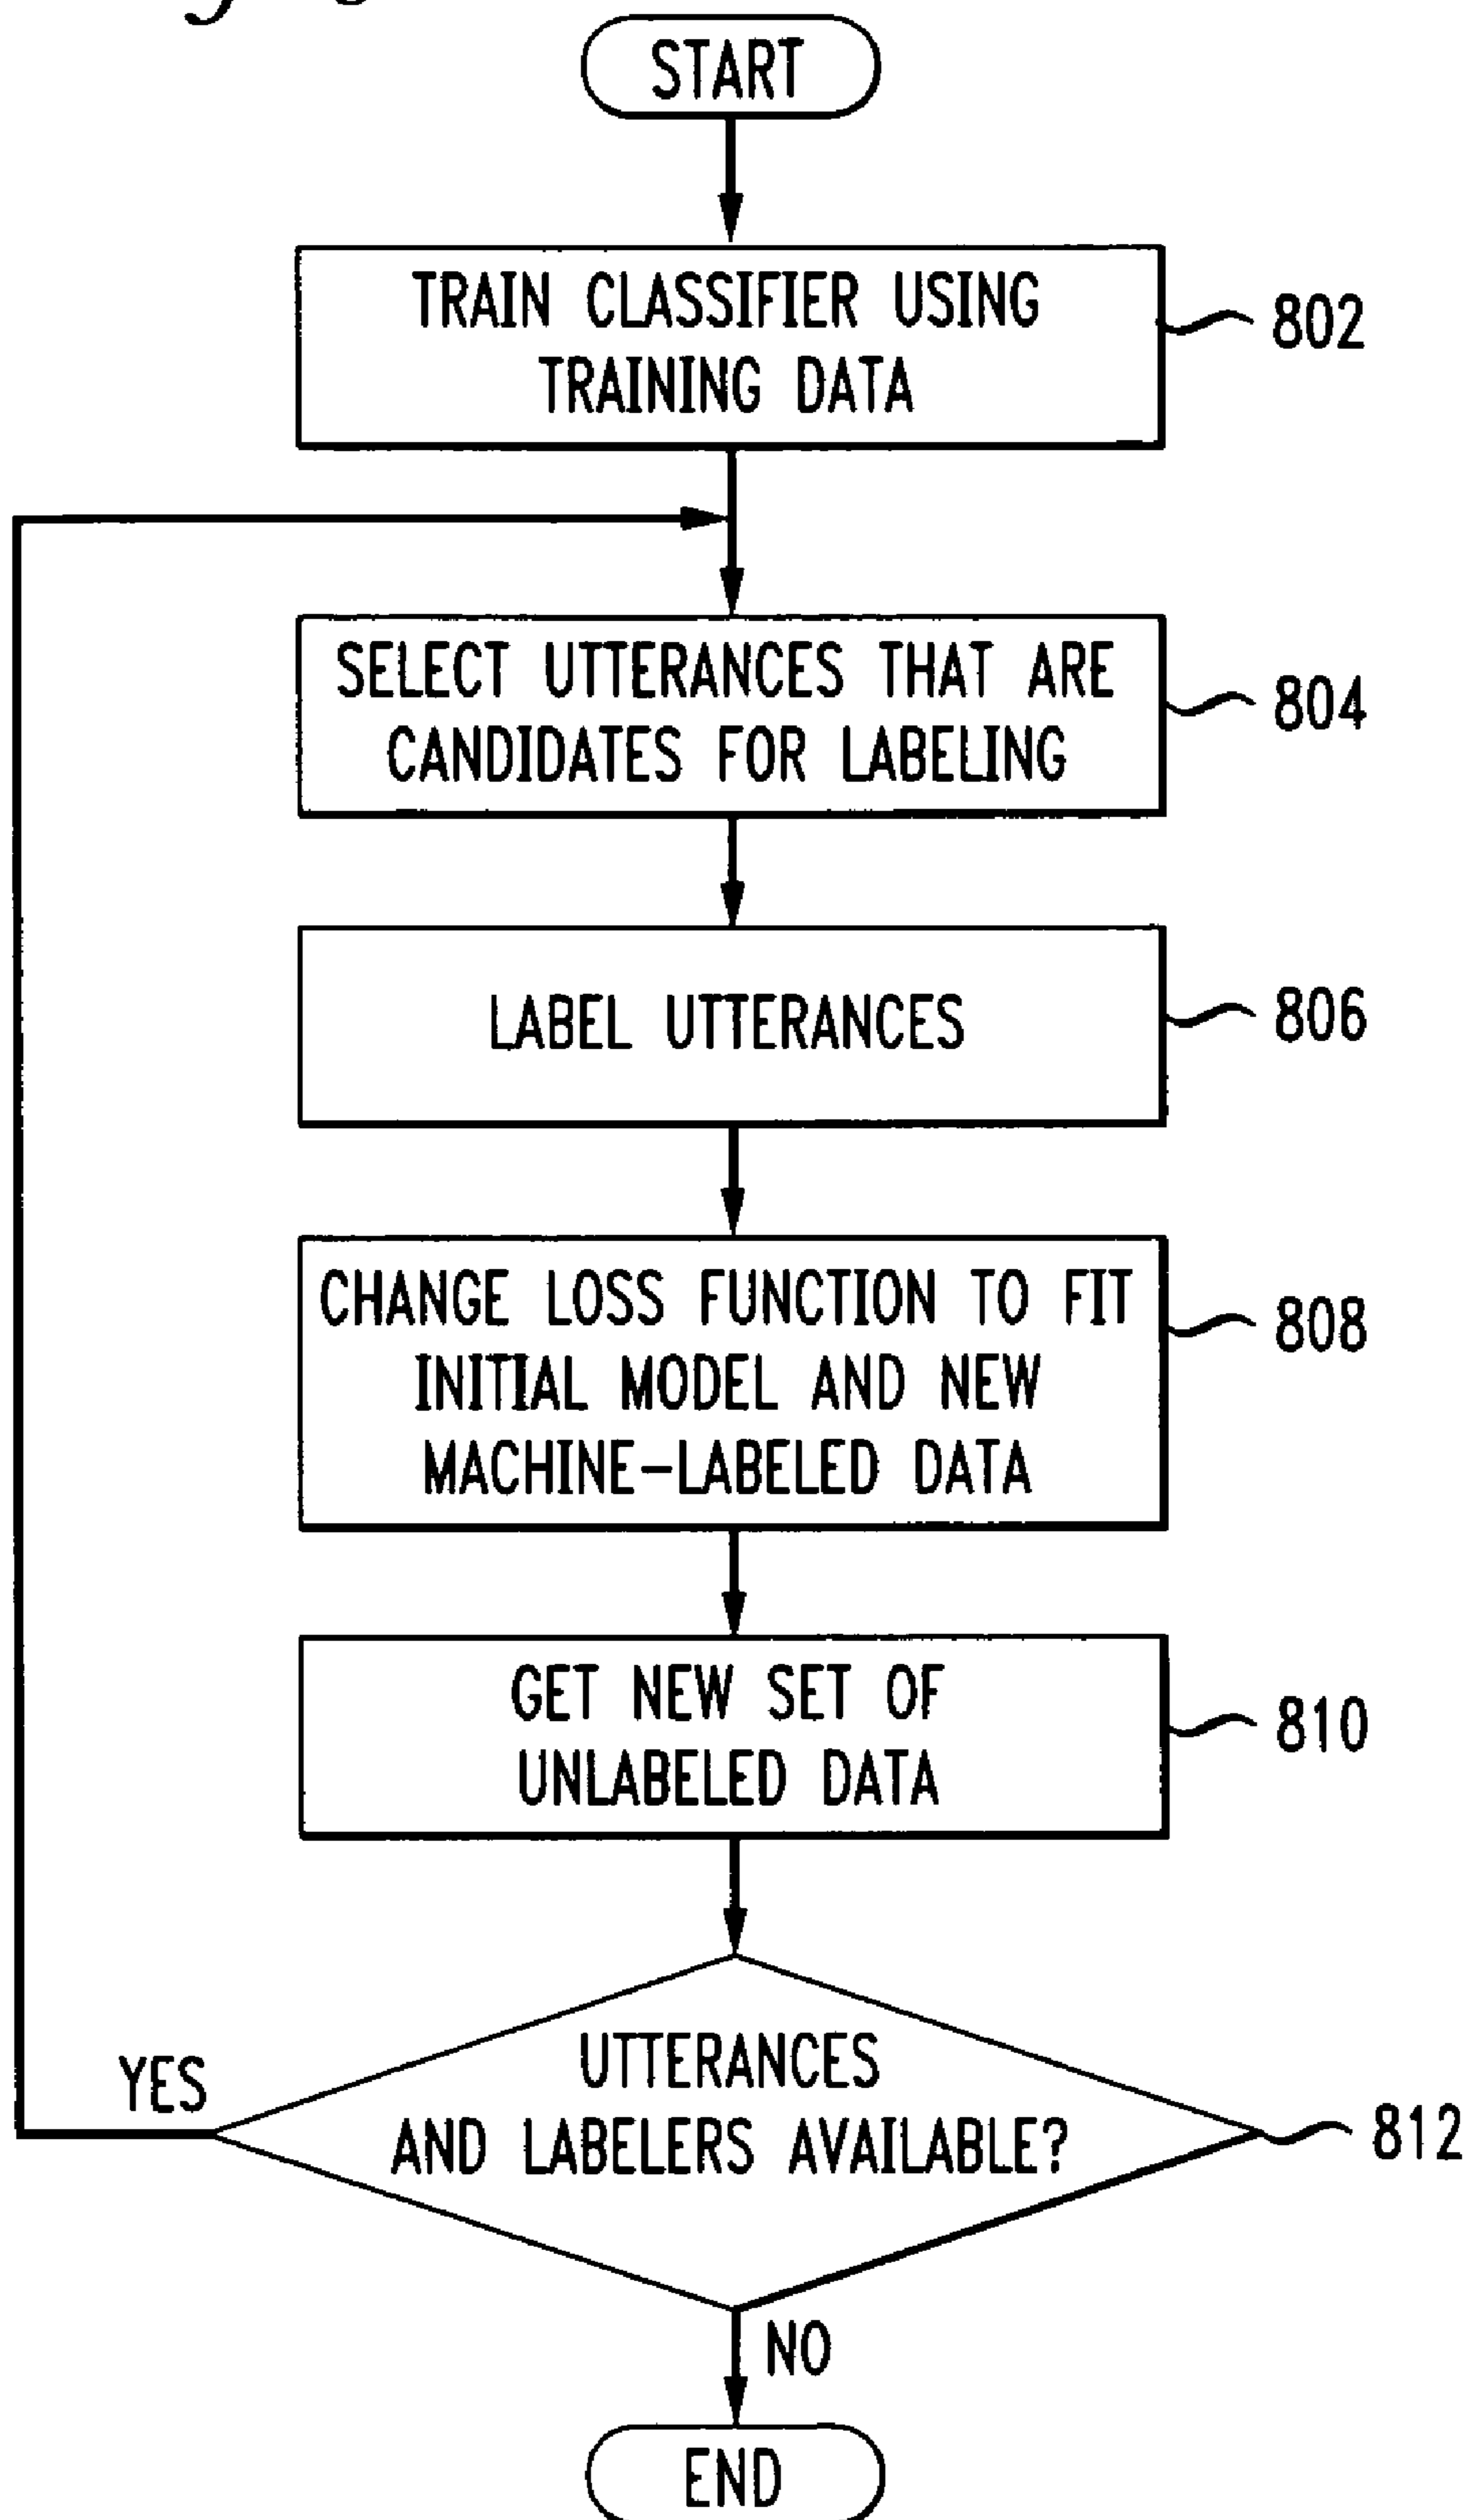 START
TRAIN CLASSIFIER USING
TRAINING DATA
802
SELECT UTTERANCES THAT ARE
CANDIDATES FOR LABELING
804
LABEL UTTERANCES
806
CHANGE LOSS FUNCTION TO FIT
INITIAL MODEL AND NEW
MACHINE-LABELED DATA
808
GET NEW SET OF
UNLABELED DATA
810
UTTERANCES
AND LABELERS AVAILABLE?
812
YES
NO
END